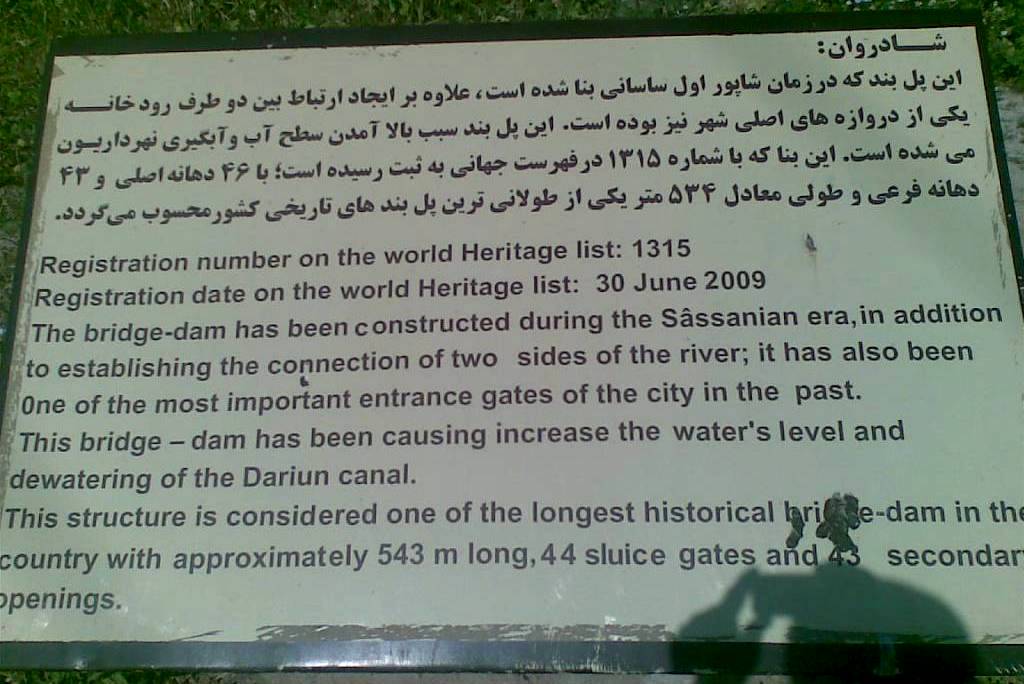 شـــادروان:
این پل بند که درزمان شاپور اول ساسانی بنا شده است، علاوه بر ایجاد ارتباط بین دو طرف رودخانـــه
یکی از دروازه های اصلی شهر نیز بوده است. این پل بند سبب بالا آمدن سطح آب وآبگیری نهرداریـون
می شده است. این بنا که با شماره ۱۳۱۵ درفهرست جهانی به ثبت رسیده است؛ با ۴۶ دهانه اصلی و ۴۳
دهانه فرعی و طولی معادل ۵۳۴ متر یکی از طولانی ترین پل بند های تاریخی کشورمحسوب می‌گردد.
Registration number on the world Heritage list: 1315
Registration date on the world Heritage list: 30 June 2009
The bridge-dam has been constructed during the Sâssanian era,in addition
to establishing the connection of two sides of the river; it has also been
One of the most important entrance gates of the city in the past.
This bridge – dam has been causing increase the water's level and
dewatering of the Dariun canal.
This structure is considered one of the longest historical bridge-dam in the
country with approximately 543 m long,44 sluice gates and 43 secondar
openings.